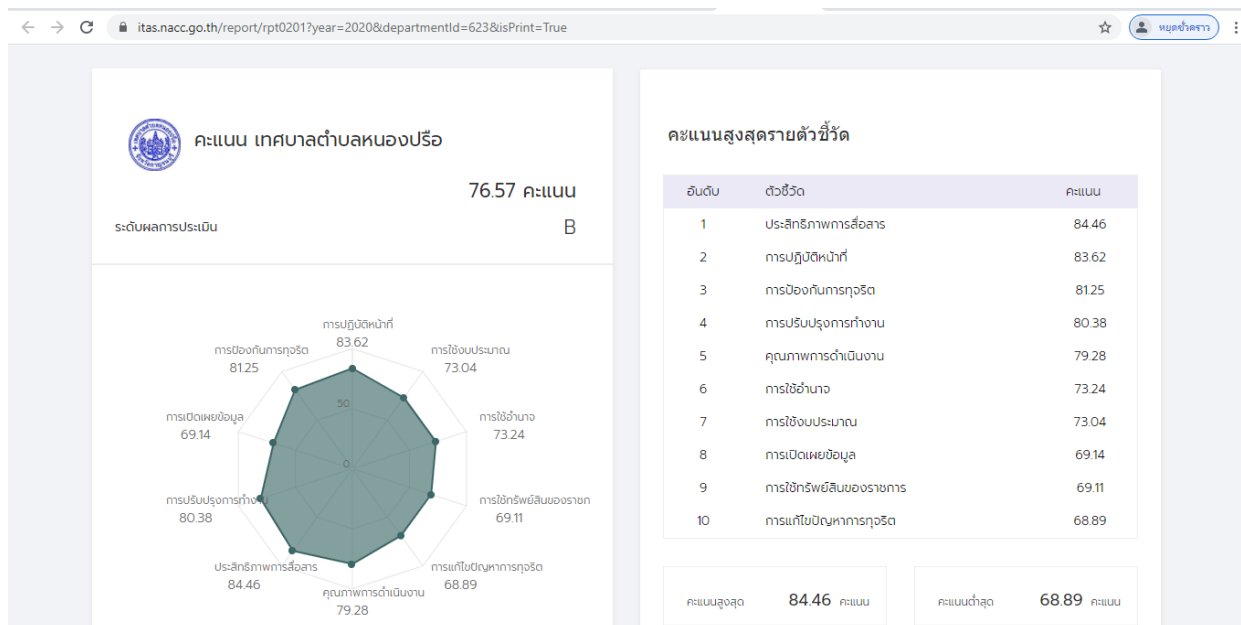 itas.nacc.go.th/report/rpt0201?year=2020&departmentId=623&isPrint=True
หยุดชั่วคราว
คะแนน เทศบาลตำบลหนองปรือ
76.57 คะแนน
ระดับผลการประเมิน
B
การปฏิบัติหน้าที่
83.62
การป้องกันการทุจริต
81.25
การใช้งบประมาณ
73.04
การเปิดเผยข้อมูล
69.14
50
การใช้อำนาจ
73.24
0
การปรับปรุงการทำงาน
80.38
การใช้ทรัพย์สินของราชก
69.11
ประสิทธิภาพการสื่อสาร
84.46
การแก้ไขปัญหาการทุจริต
68.89
คุณภาพการดำเนินงาน
79.28
คะแนนสูงสุดรายตัวชี้วัด
อันดับ ตัวชี้วัด คะแนน
1 ประสิทธิภาพการสื่อสาร 84.46
2 การปฏิบัติหน้าที่ 83.62
3 การป้องกันการทุจริต 81.25
4 การปรับปรุงการทำงาน 80.38
5 คุณภาพการดำเนินงาน 79.28
6 การใช้อำนาจ 73.24
7 การใช้งบประมาณ 73.04
8 การเปิดเผยข้อมูล 69.14
9 การใช้ทรัพย์สินของราชการ 69.11
10 การแก้ไขปัญหาการทุจริต 68.89
คะแนนสูงสุด 84.46 คะแนน
คะแนนต่ำสุด 68.89 คะแนน